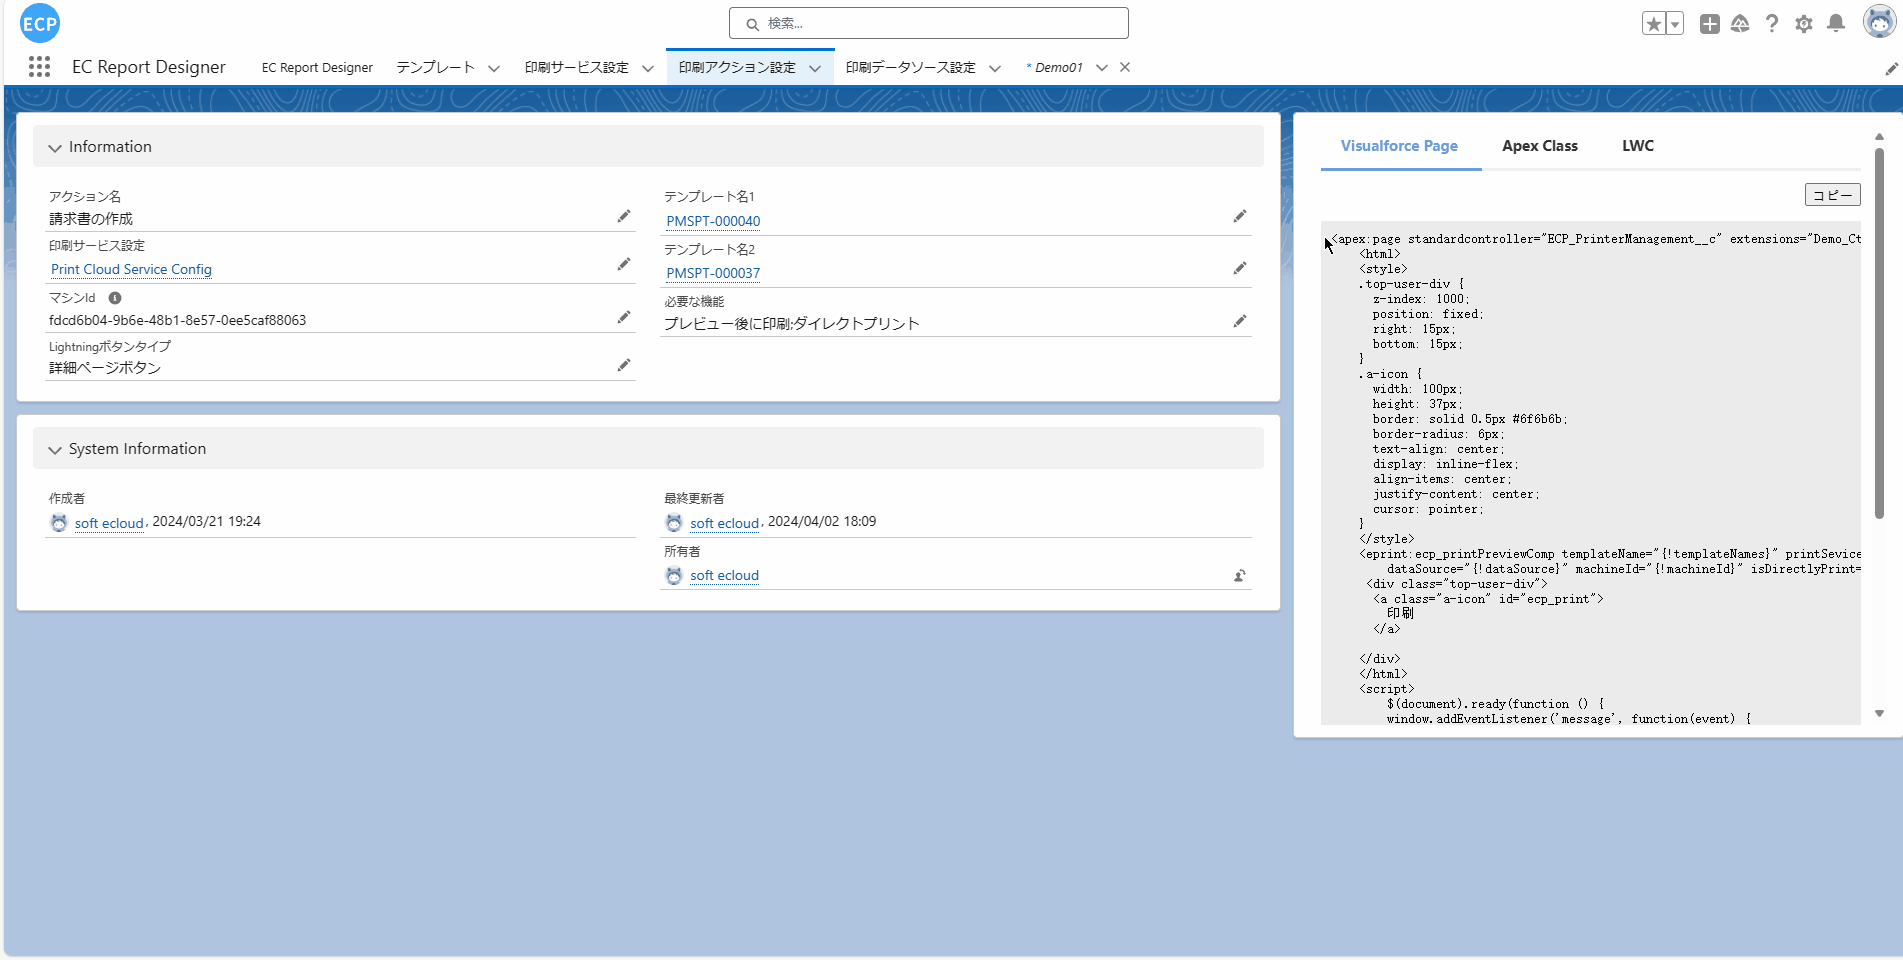 ECP
検索...
EC Report Designer
EC Report Designer
テンプレート
印刷サービス設定
印刷アクション設定
印刷データソース設定
* Demo01
Information
アクション名
請求書の作成
印刷サービス設定
Print Cloud Service Config
マシンId
fdcd6b04-9b6e-48b1-8e57-0ee5caf88063
Lightningボタンタイプ
詳細ページボタン
テンプレート名1
PMSPT-000040
テンプレート名2
PMSPT-000037
必要な機能
プレビュー後に印刷;ダイレクトプリント
System Information
作成者
soft ecloud、2024/03/21 19:24
最終更新者
soft ecloud、2024/04/02 18:09
所有者
soft ecloud
Visualforce Page
Apex Class
LWC
コピー
<apex:page standardcontroller="ECP_PrinterManagement__c" extensions="Demo_Ct
<html>
<style>
.top-user-div {
z-index: 1000;
position: fixed;
right: 15px;
bottom: 15px;
}
.a-icon {
width: 100px;
height: 37px;
border: solid 0.5px #6f6b6b;
border-radius: 6px;
text-align: center;
display: inline-flex;
align-items: center;
justify-content: center;
cursor: pointer;
}
</style>
<eprint:ecp_printPreviewComp templateName="{!templateNames}" printSevice
dataSource="{!dataSource}" machineId="{!machineId}" isDirectlyPrint=
<div class="top-user-div">
<a class="a-icon" id="ecp_print">
印刷
</a>
</div>
</html>
<script>
$(document).ready(function () {
window.addEventListener('message', function(event) {